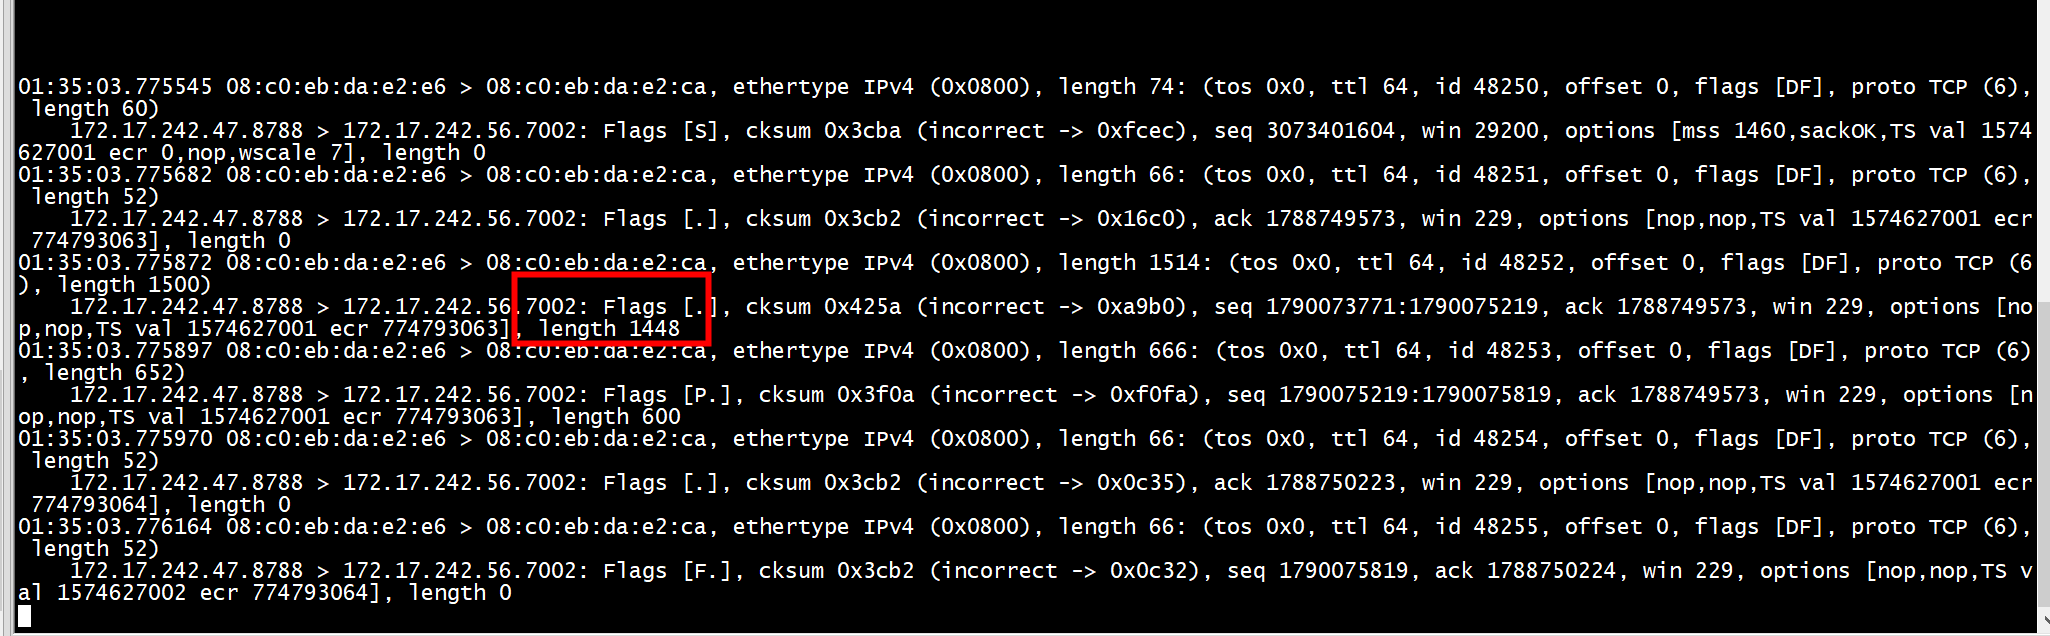 01:35:03.775545 08:c0:eb:da:e2:e6 > 08:c0:eb:da:e2:ca, ethertype IPv4 (0x0800), length 74: (tos 0x0, ttl 64, id 48250, offset 0, flags [DF], proto TCP (6),
 length 60)
    172.17.242.47.8788 > 172.17.242.56.7002: Flags [S], cksum 0x3cba (incorrect -> 0xfcec), seq 3073401604, win 29200, options [mss 1460,sackOK,TS val 1574
627001 ecr 0,nop,wscale 7], length 0
01:35:03.775682 08:c0:eb:da:e2:e6 > 08:c0:eb:da:e2:ca, ethertype IPv4 (0x0800), length 66: (tos 0x0, ttl 64, id 48251, offset 0, flags [DF], proto TCP (6),
 length 52)
    172.17.242.47.8788 > 172.17.242.56.7002: Flags [.], cksum 0x3cb2 (incorrect -> 0x16c0), ack 1788749573, win 229, options [nop,nop,TS val 1574627001 ecr
 774793063], length 0
01:35:03.775872 08:c0:eb:da:e2:e6 > 08:c0:eb:da:e2:ca, ethertype IPv4 (0x0800), length 1514: (tos 0x0, ttl 64, id 48252, offset 0, flags [DF], proto TCP (6
), length 1500)
    172.17.242.47.8788 > 172.17.242.56.7002: Flags [.], cksum 0x425a (incorrect -> 0xa9b0), seq 1790073771:1790075219, ack 1788749573, win 229, options [no
p,nop,TS val 1574627001 ecr 774793063], length 1448
01:35:03.775897 08:c0:eb:da:e2:e6 > 08:c0:eb:da:e2:ca, ethertype IPv4 (0x0800), length 666: (tos 0x0, ttl 64, id 48253, offset 0, flags [DF], proto TCP (6)
, length 652)
    172.17.242.47.8788 > 172.17.242.56.7002: Flags [P.], cksum 0x3f0a (incorrect -> 0xf0fa), seq 1790075219:1790075819, ack 1788749573, win 229, options [n
op,nop,TS val 1574627001 ecr 774793063], length 600
01:35:03.775970 08:c0:eb:da:e2:e6 > 08:c0:eb:da:e2:ca, ethertype IPv4 (0x0800), length 66: (tos 0x0, ttl 64, id 48254, offset 0, flags [DF], proto TCP (6),
 length 52)
    172.17.242.47.8788 > 172.17.242.56.7002: Flags [.], cksum 0x3cb2 (incorrect -> 0x0c35), ack 1788750223, win 229, options [nop,nop,TS val 1574627001 ecr
 774793064], length 0
01:35:03.776164 08:c0:eb:da:e2:e6 > 08:c0:eb:da:e2:ca, ethertype IPv4 (0x0800), length 66: (tos 0x0, ttl 64, id 48255, offset 0, flags [DF], proto TCP (6),
 length 52)
    172.17.242.47.8788 > 172.17.242.56.7002: Flags [F.], cksum 0x3cb2 (incorrect -> 0x0c32), seq 1790075819, ack 1788750224, win 229, options [nop,nop,TS v
al 1574627002 ecr 774793064], length 0